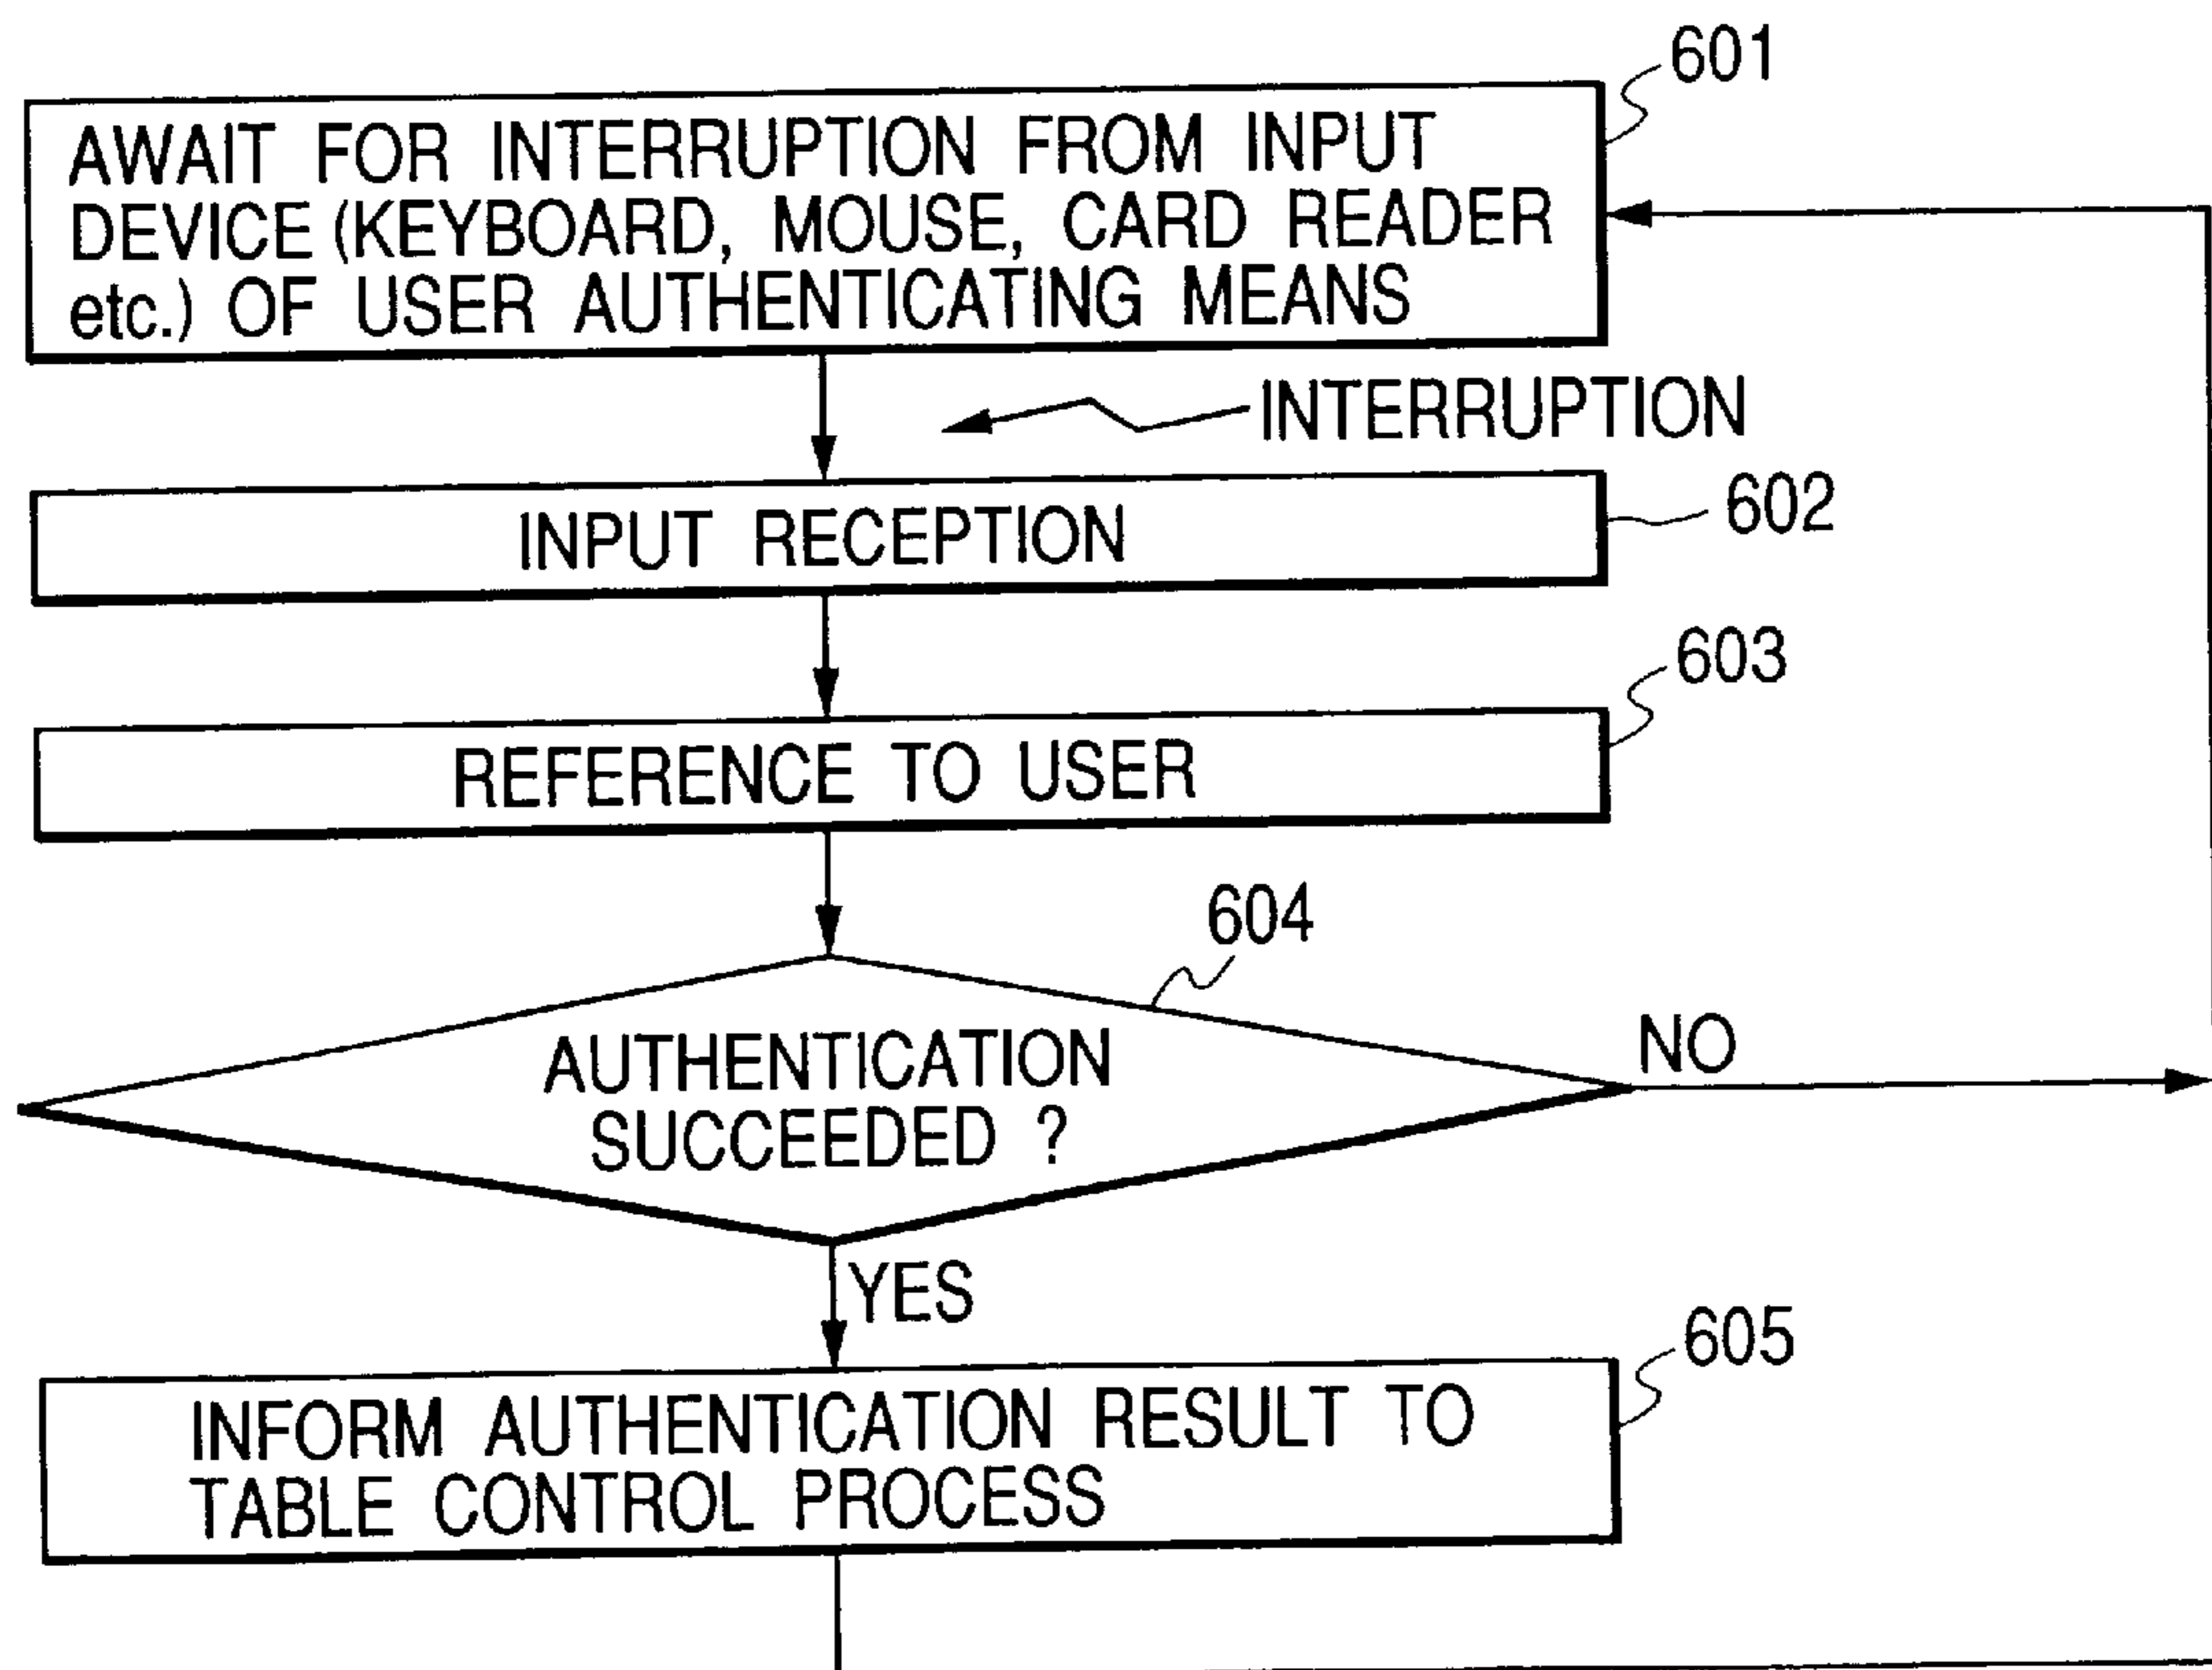 601
AWAIT FOR INTERRUPTION FROM INPUT
DEVICE (KEYBOARD, MOUSE, CARD READER
etc.) OF USER AUTHENTICATING MEANS
INTERRUPTION
602
INPUT RECEPTION
603
REFERENCE TO USER
604
AUTHENTICATION
SUCCEEDED ?
NO
YES
605
INFORM AUTHENTICATION RESULT TO
TABLE CONTROL PROCESS